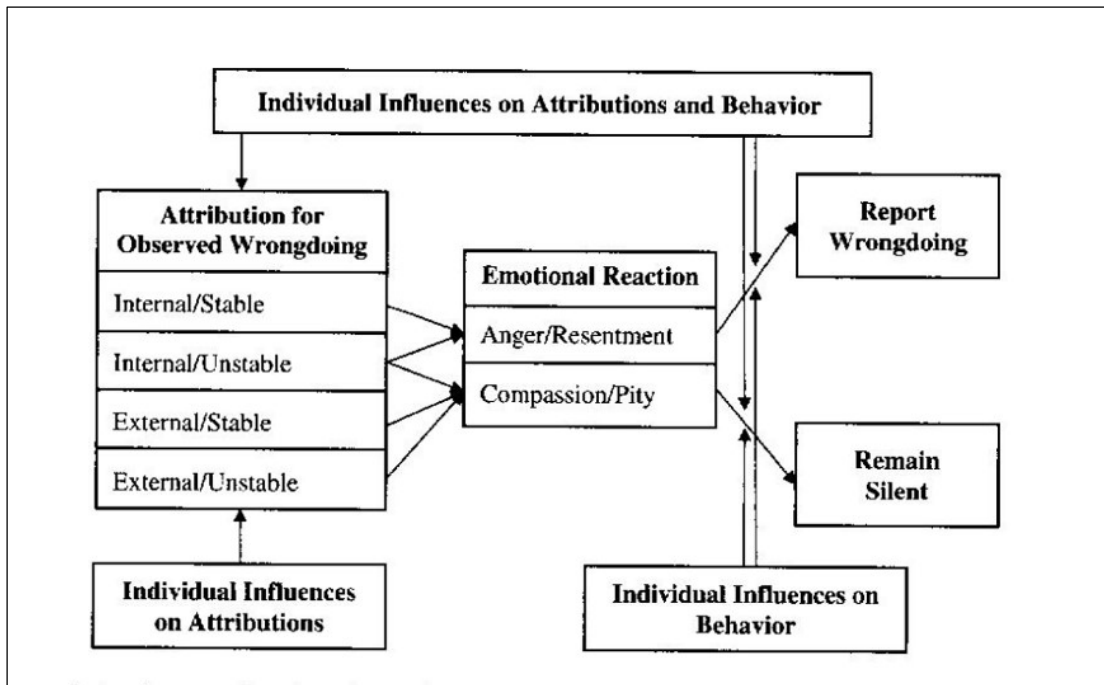 Individual Influences on Attributions and Behavior
Attribution for
Observed Wrongdoing
Internal/Stable
Internal/Unstable
External/Stable
External/Unstable
Emotional Reaction
Anger/Resentment
Compassion/Pity
Report
Wrongdoing
Remain
Silent
Individual Influences
on Attributions
Individual Influences on
Behavior